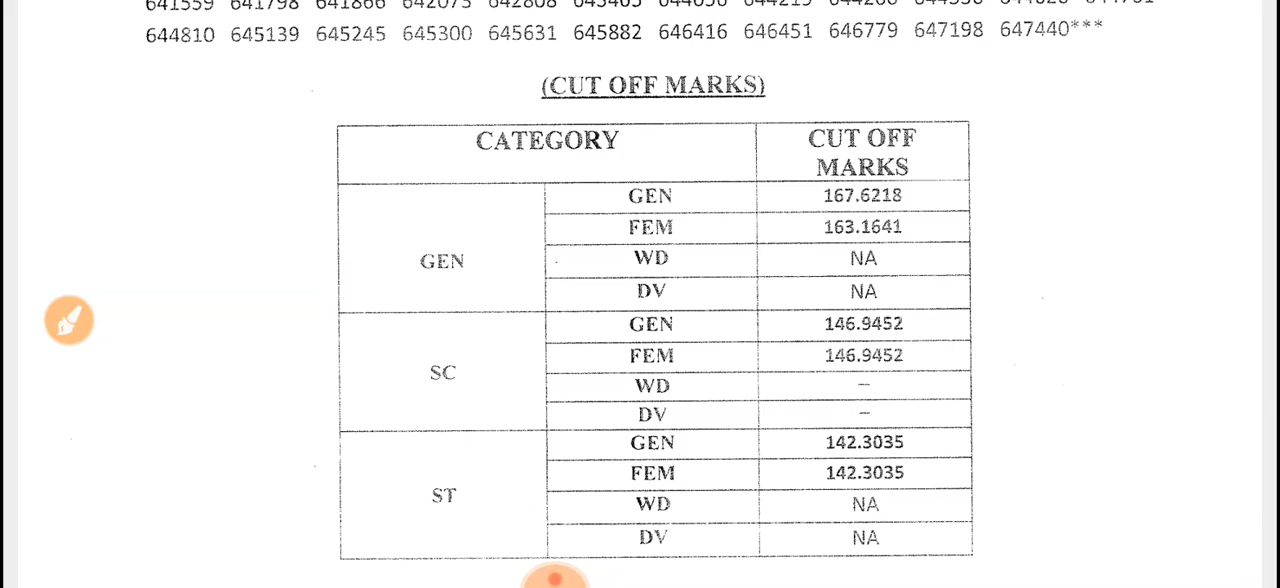 644810 645139 645245 645300 645631 645882 646416 646451 646779 647198 647440***
(CUT OFF MARKS)
CATEGORY CUT OFF MARKS
GEN GEN 167.6218
FEM 163.1641
WD NA
DV NA
SC GEN 146.9452
FEM 146.9452
WD –
DV –
ST GEN 142.3035
FEM 142.3035
WD NA
DV NA